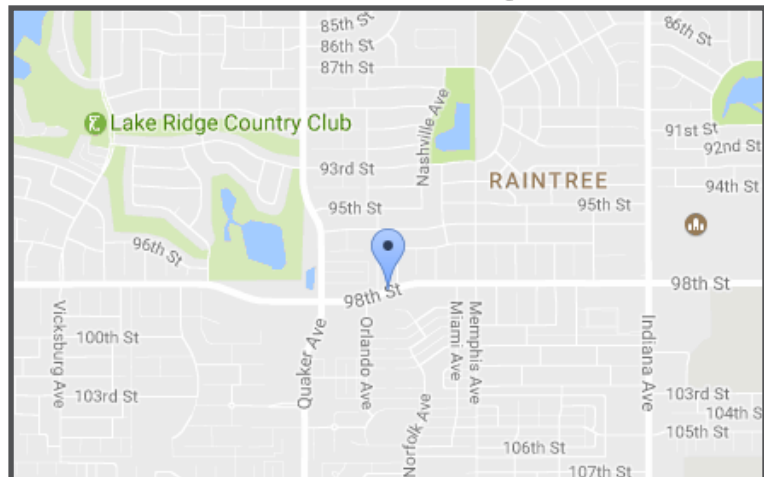 85th St
86th St
86th St
87th St
Lake Ridge Country Club
Nashville Ave
91st St
92nd St
93rd St
RAINTREE
94th St
95th St
95th St
96th St
98th St
98th St
Vicksburg Ave
100th St
Quaker Ave
Orlando Ave
Miami Ave
Memphis Ave
Indiana Ave
103rd St
103rd St
104th S
105th St
Norfolk Ave
106th St
107th St